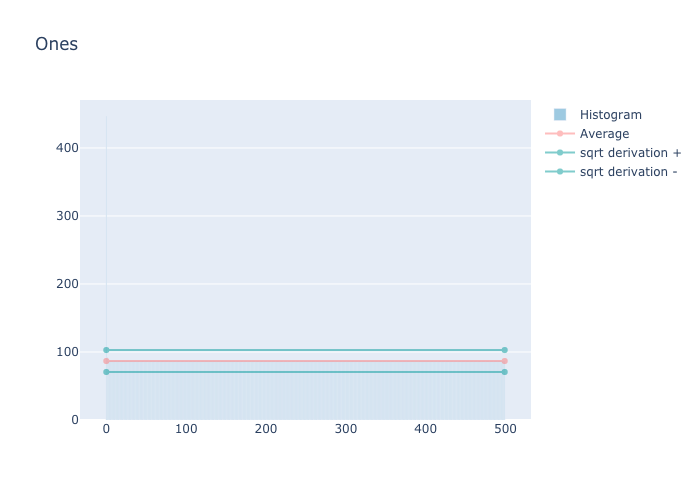 Ones
Histogram
Average
sqrt derivation +
sqrt derivation -
400
300
200
100
0
0 100 200 300 400 500